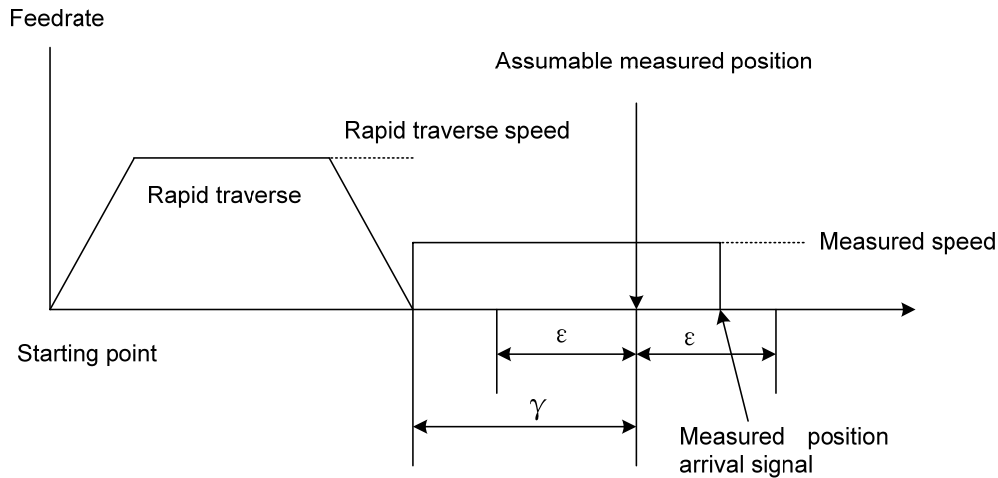 Feedrate
Assumable measured position
Rapid traverse speed
Rapid traverse
Measured speed
Starting point
ε
ε
γ
Measured position
arrival signal